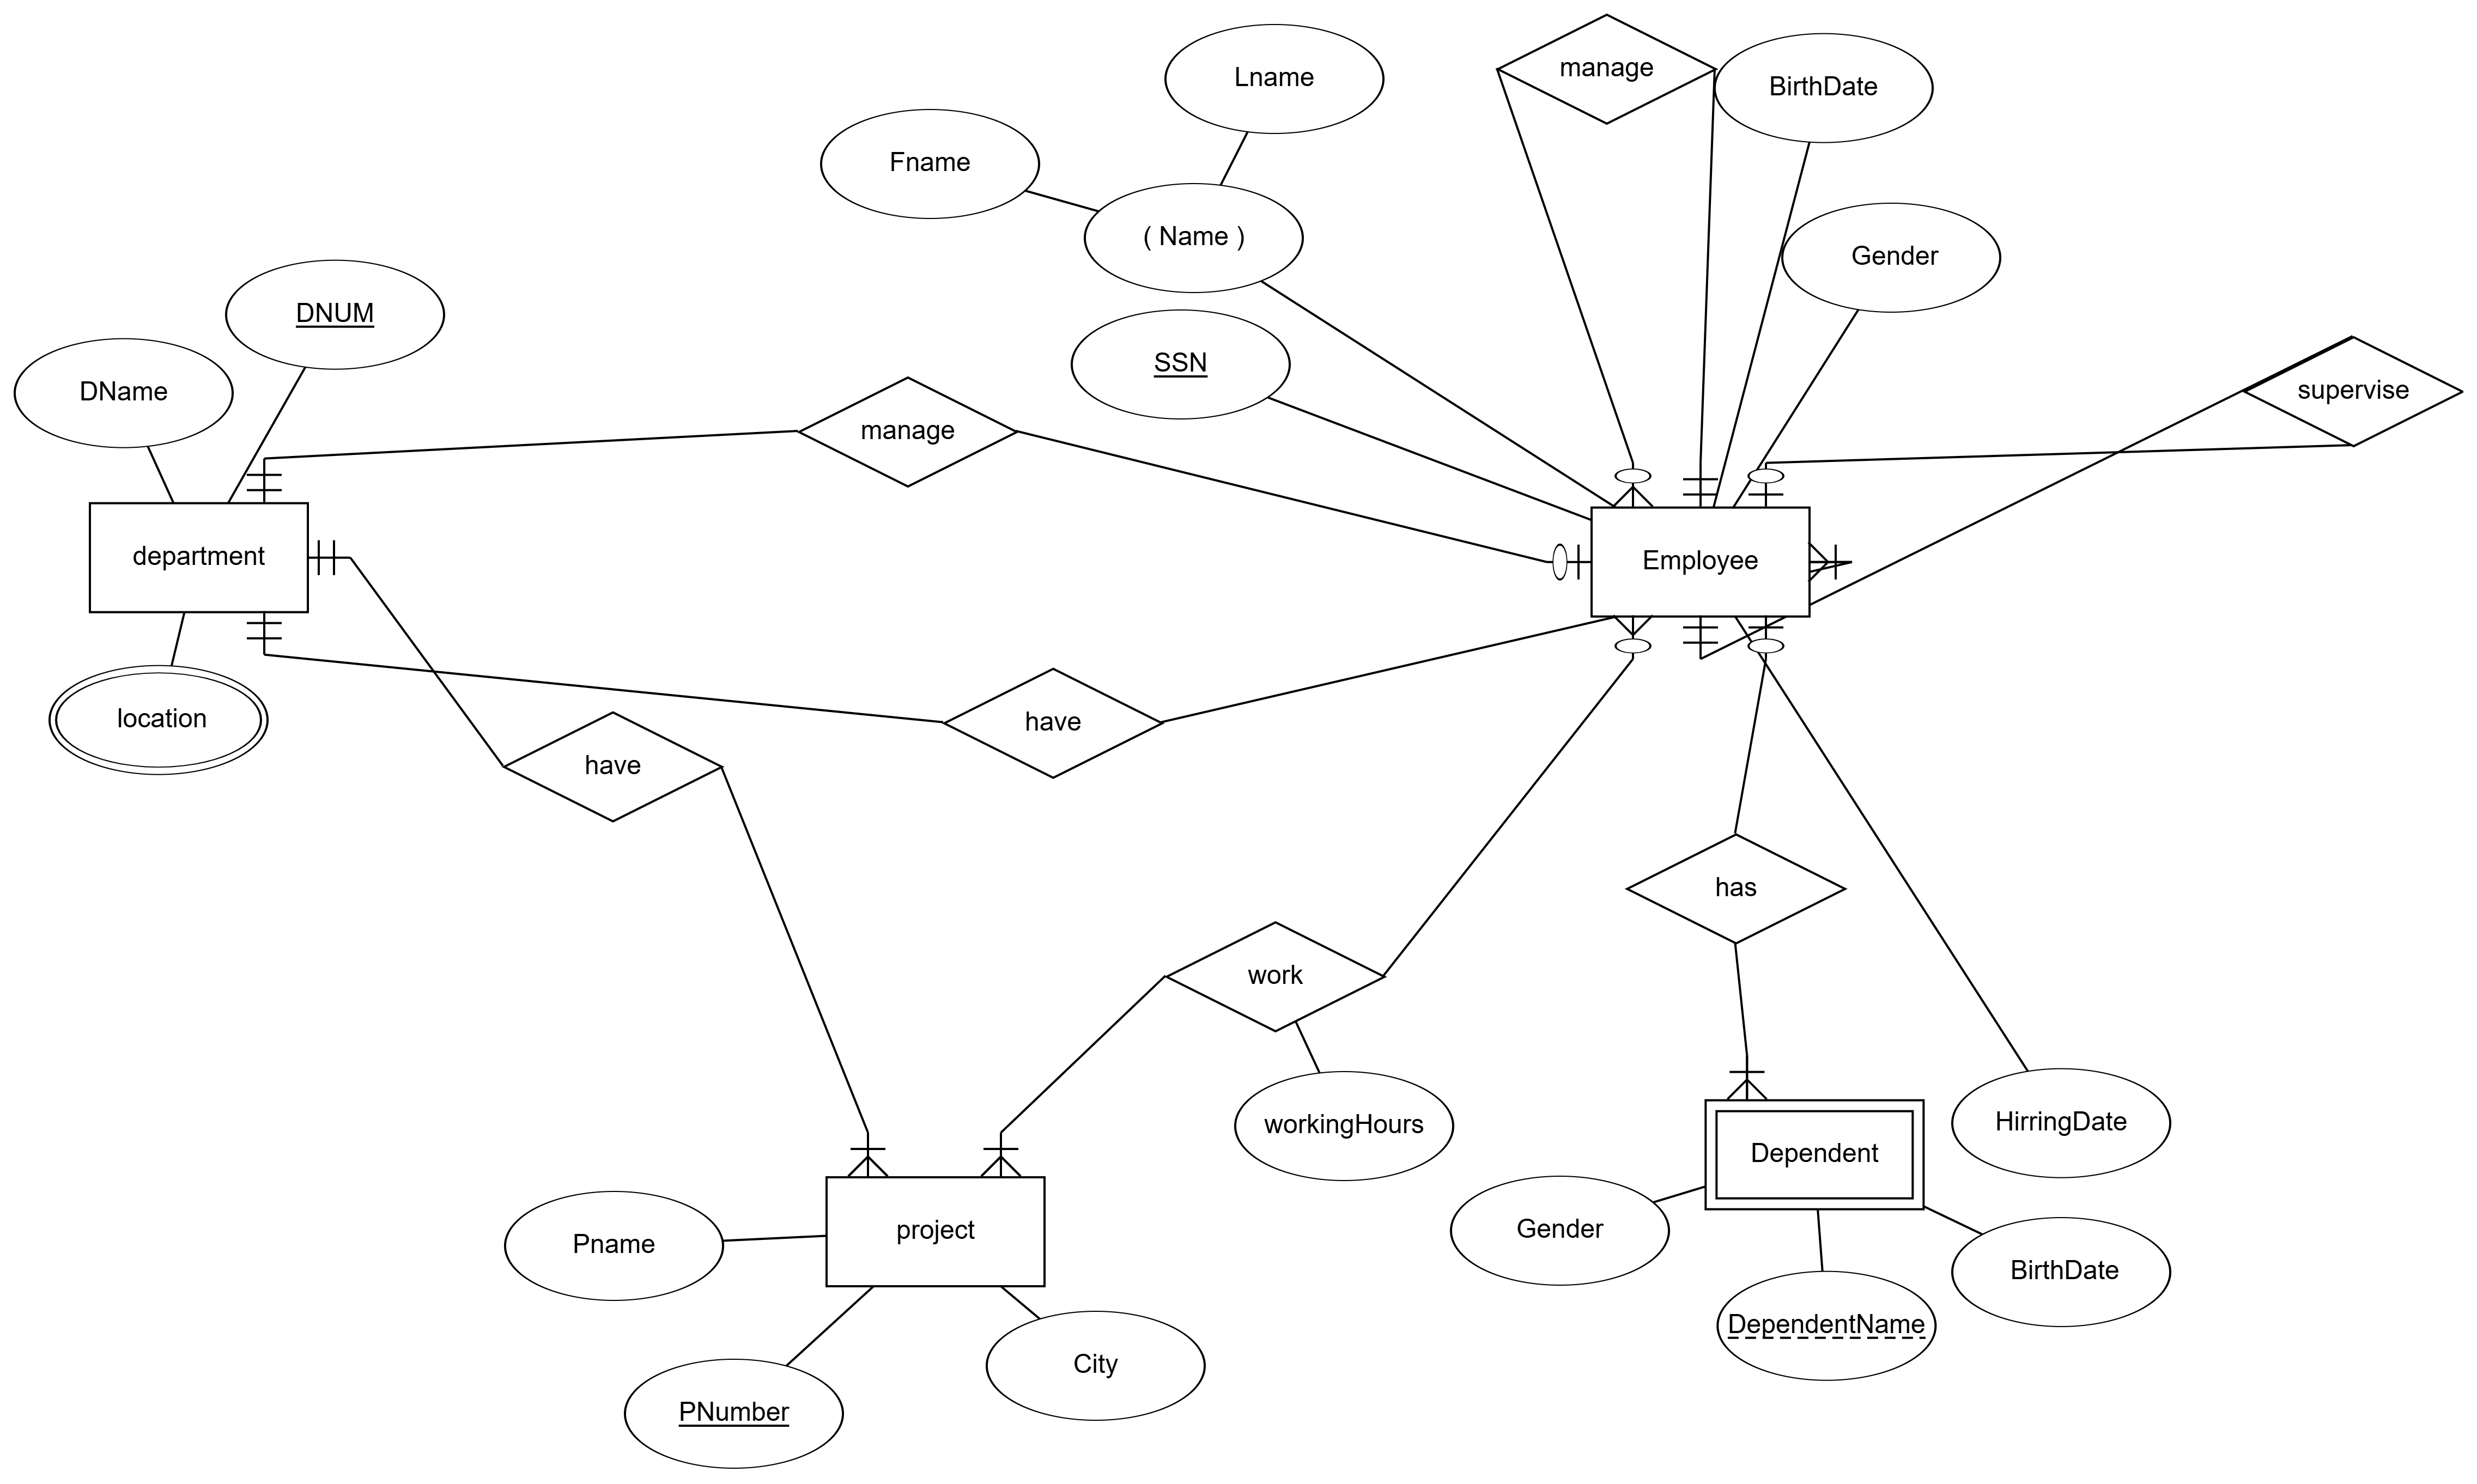 manage
Lname
BirthDate
Fname
( Name )
Gender
DNUM
SSN
DName
supervise
manage
department
Employee
location
have
have
has
work
workingHours
HirringDate
Dependent
Pname
project
Gender
BirthDate
DependentName
City
PNumber